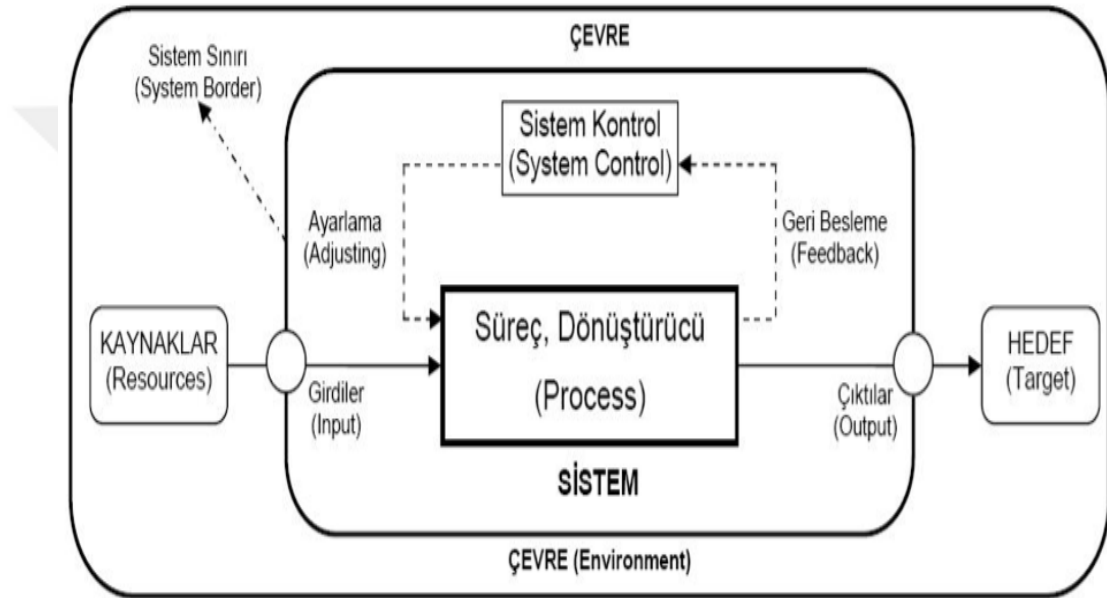 ÇEVRE
Sistem Sınırı
(System Border)
Sistem Kontrol
(System Control)
Ayarlama
(Adjusting)
Geri Besleme
(Feedback)
KAYNAKLAR
(Resources)
Girdiler
(Input)
Süreç, Dönüştürücü
(Process)
Çıktılar
(Output)
HEDEF
(Target)
SİSTEM
ÇEVRE (Environment)